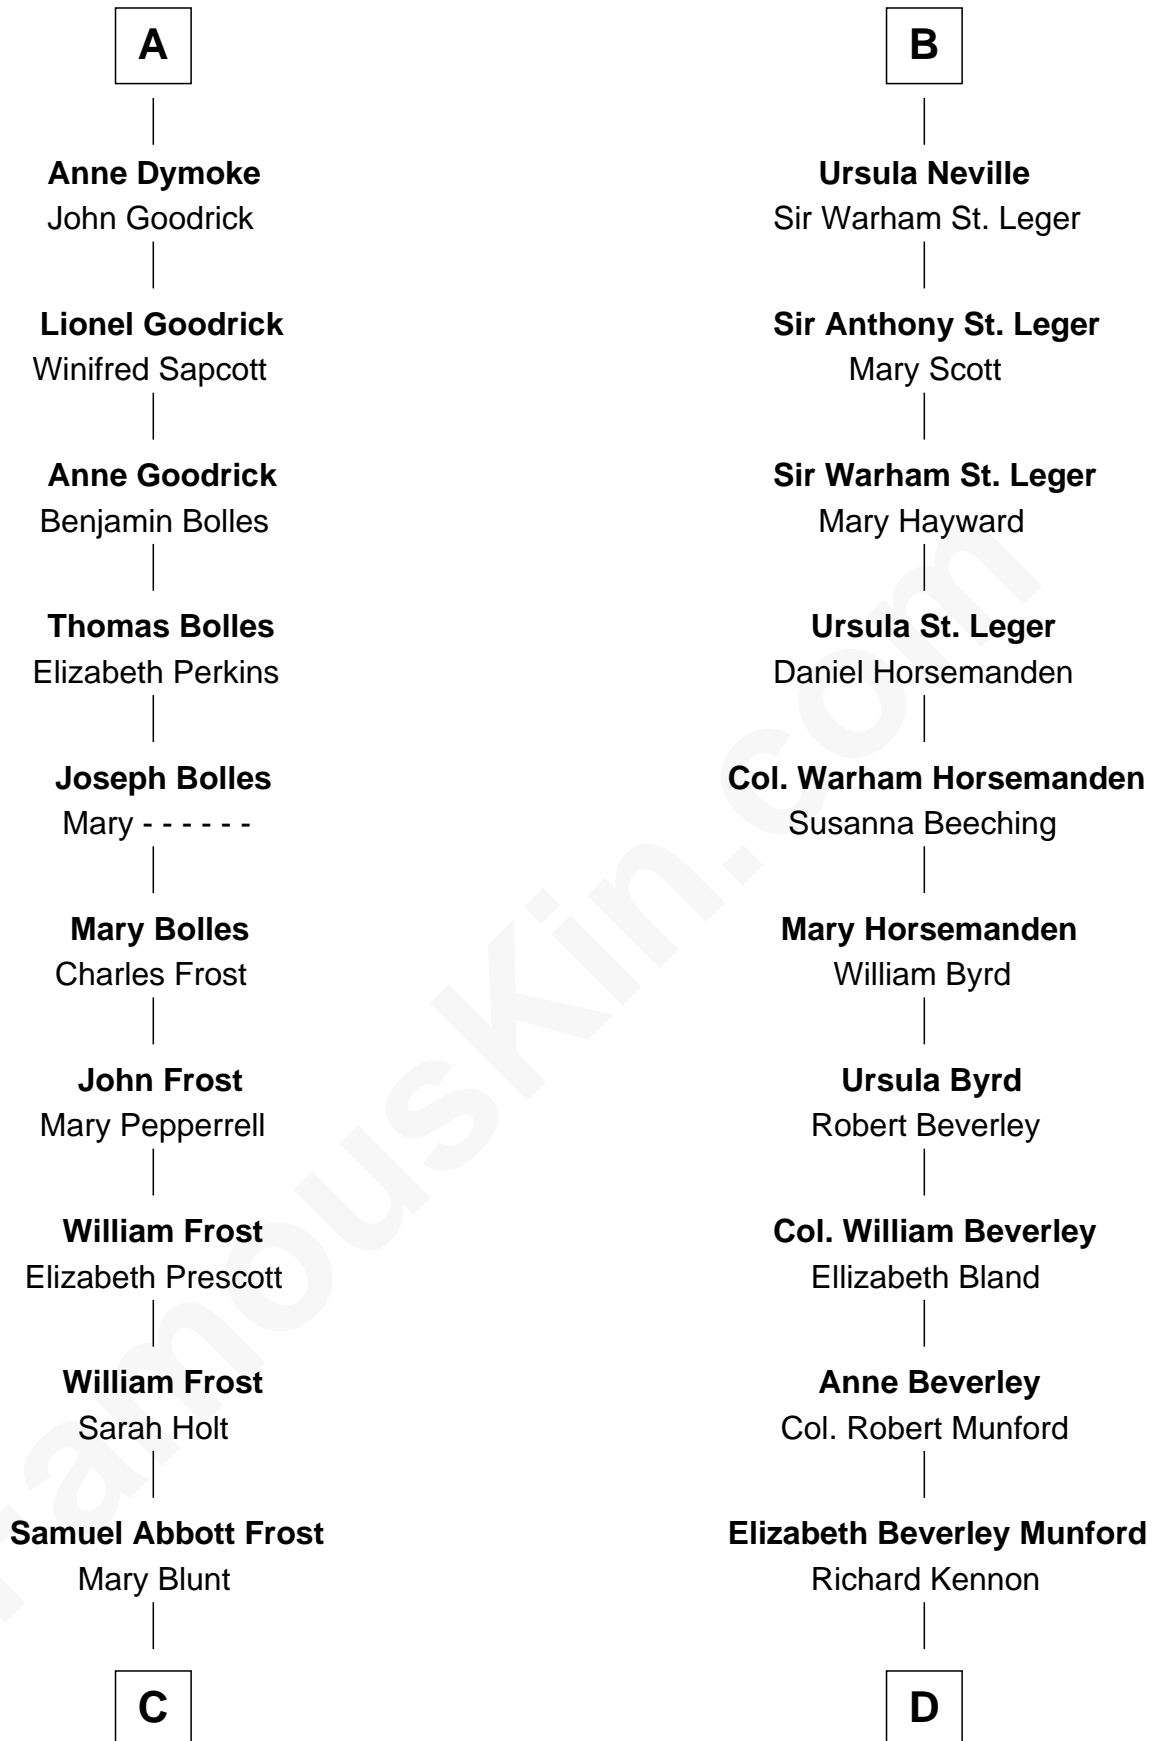 A
Anne Dymoke
John Goodrick
Lionel Goodrick
Winifred Sapcott
Anne Goodrick
Benjamin Bolles
Thomas Bolles
Elizabeth Perkins
Joseph Bolles
Mary - - - - - -
Mary Bolles
Charles Frost
John Frost
Mary Pepperrell
William Frost
Elizabeth Prescott
William Frost
Sarah Holt
Samuel Abbott Frost
Mary Blunt
C
B
Ursula Neville
Sir Warham St. Leger
Sir Anthony St. Leger
Mary Scott
Sir Warham St. Leger
Mary Hayward
Ursula St. Leger
Daniel Horsemanden
Col. Warham Horsemanden
Susanna Beeching
Mary Horsemanden
William Byrd
Ursula Byrd
Robert Beverley
Col. William Beverley
Ellizabeth Bland
Anne Beverley
Col. Robert Munford
Elizabeth Beverley Munford
Richard Kennon
D
FamousKin.com